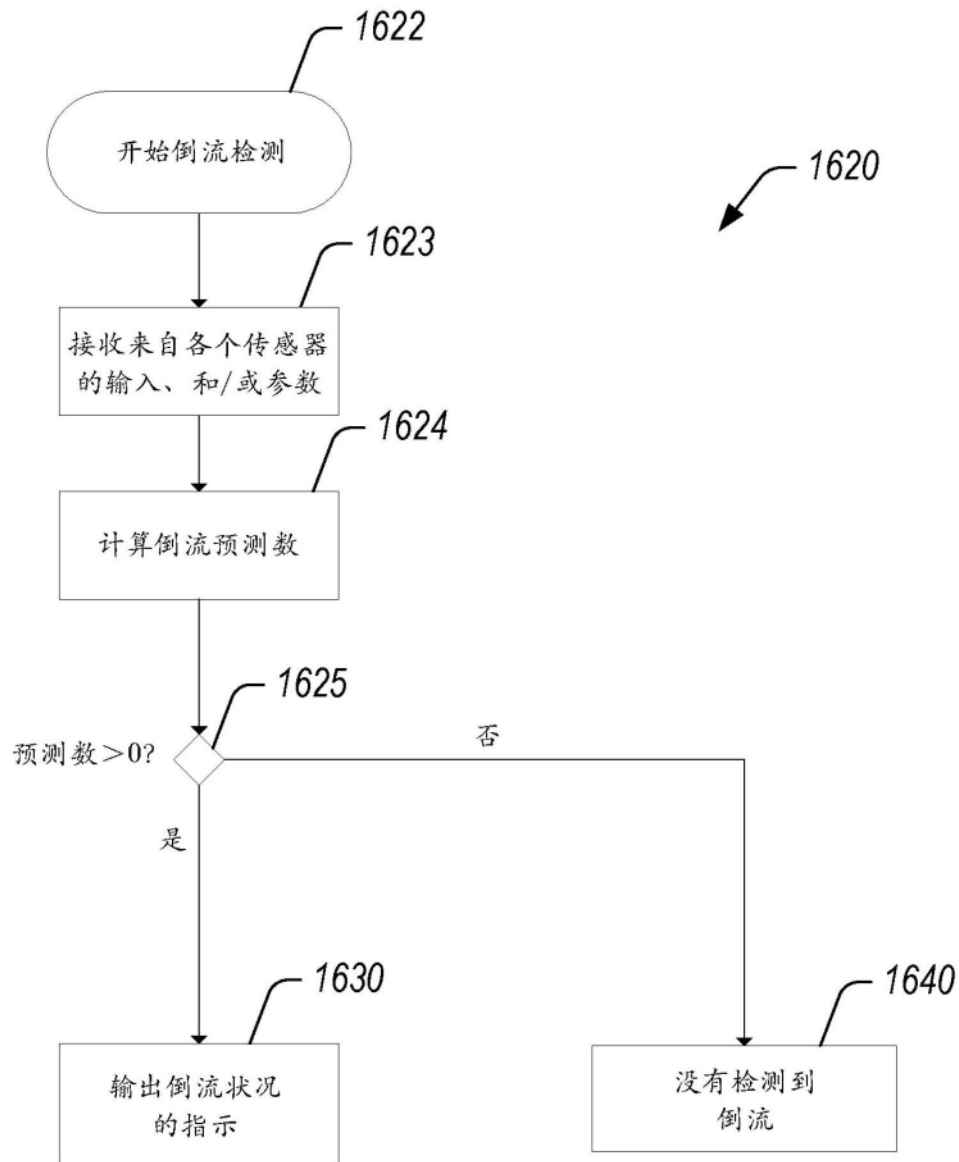 1622
开始倒流检测
1620
1623
接收来自各个传感器
的输入、和/或参数
1624
计算倒流预测数
1625
预测数＞0?
否
是
1630
1640
输出倒流状况
的指示
没有检测到
倒流